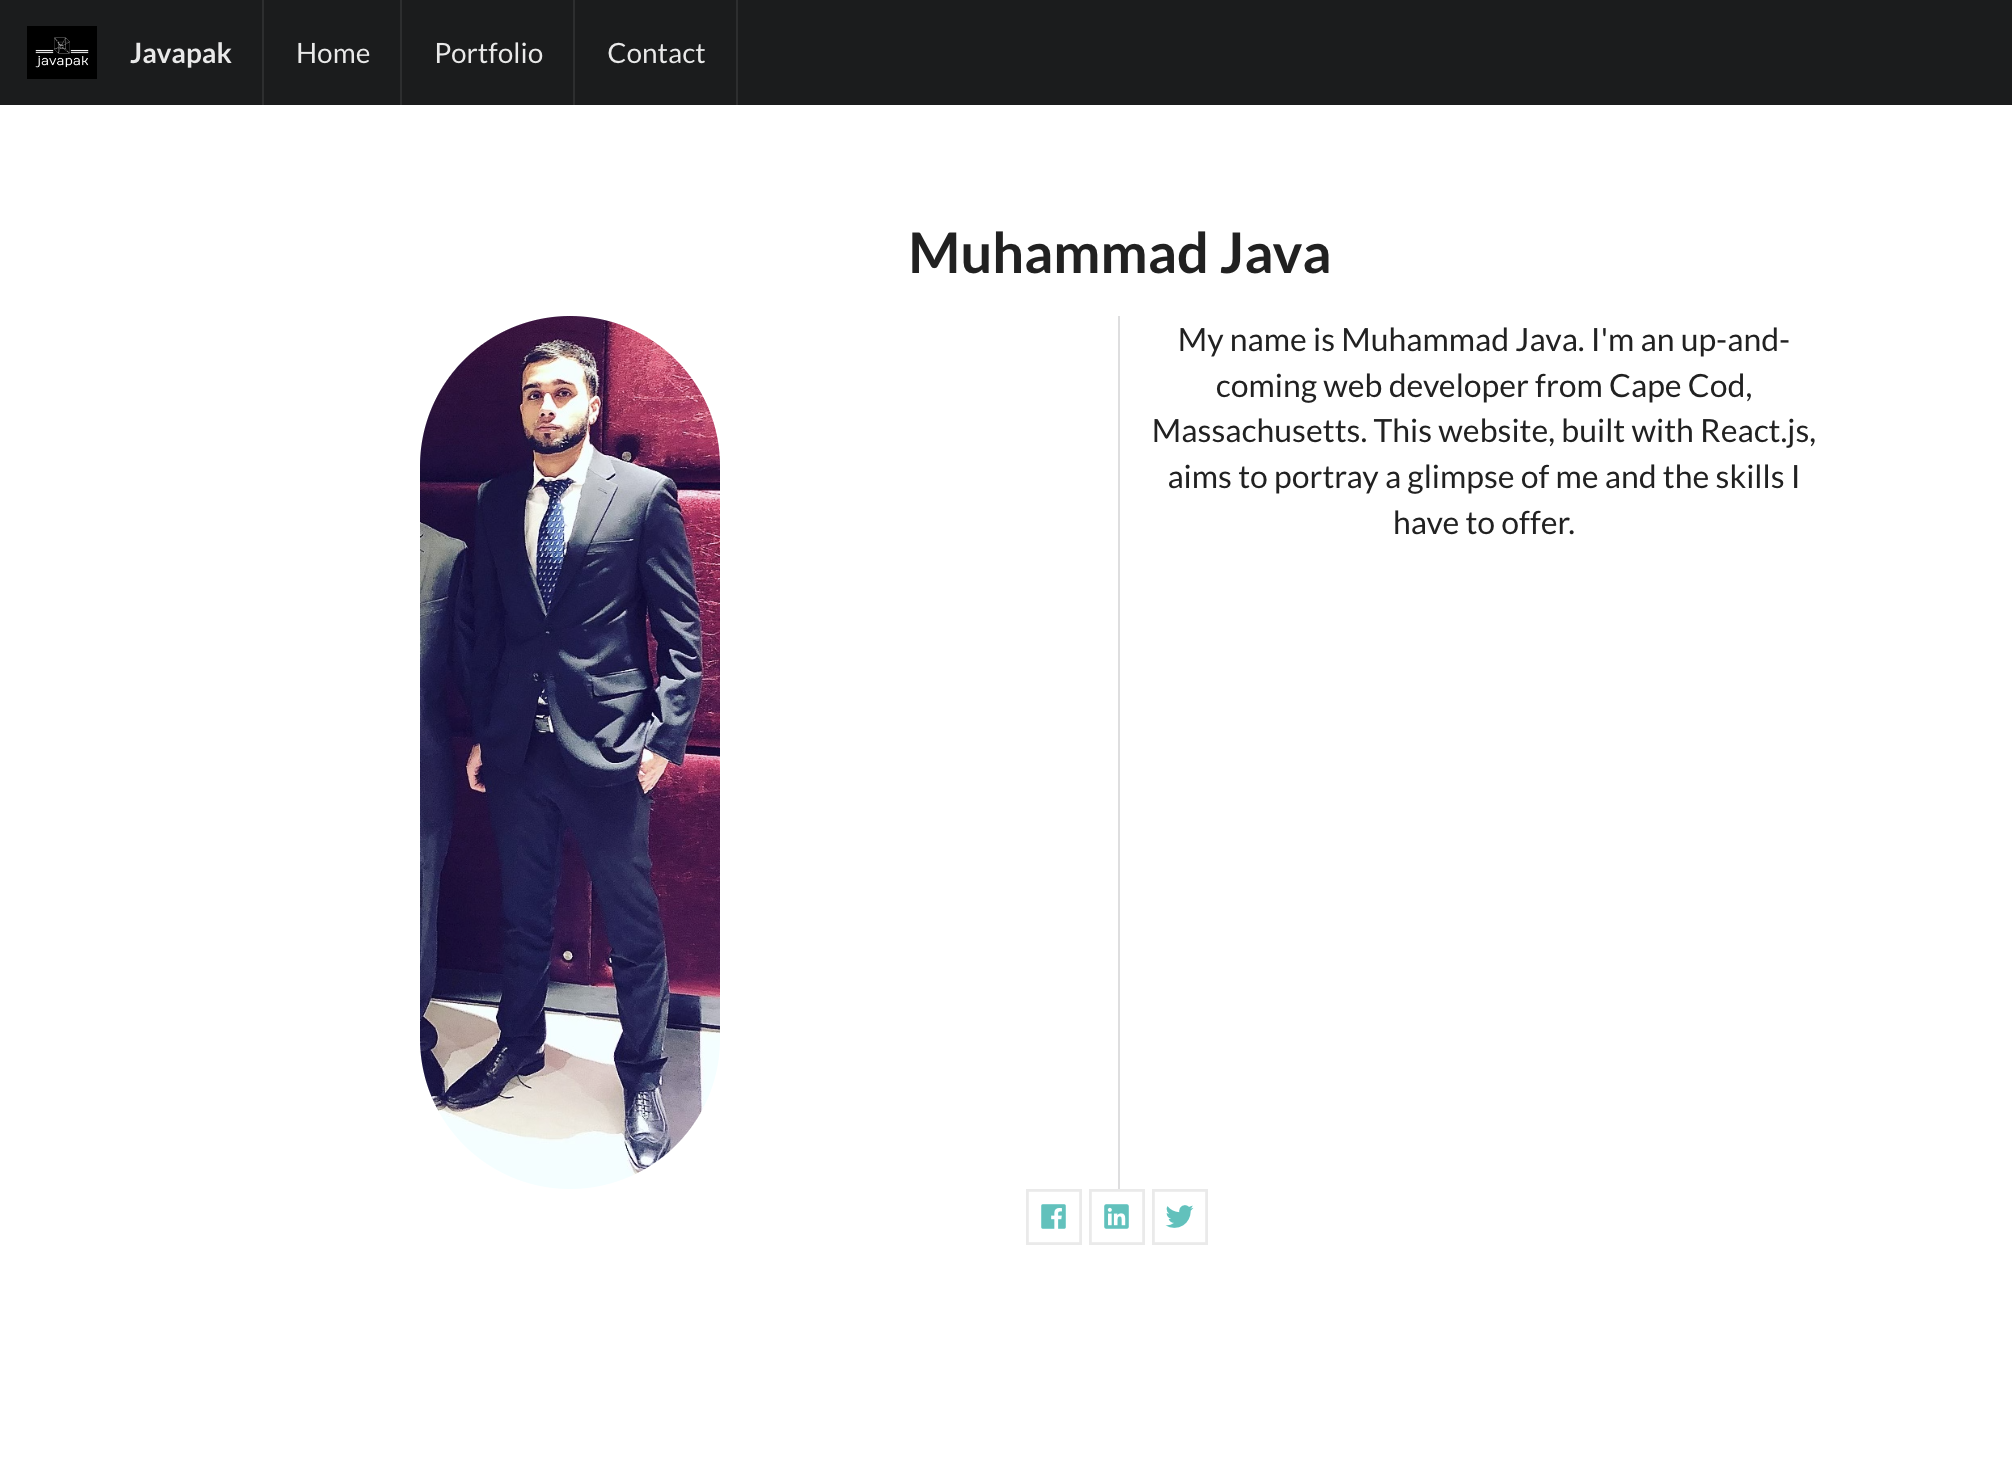 javapak
Javapak Home Portfolio Contact
Muhammad Java
My name is Muhammad Java. I'm an up-and-
coming web developer from Cape Cod,
Massachusetts. This website, built with React.js,
aims to portray a glimpse of me and the skills I
have to offer.